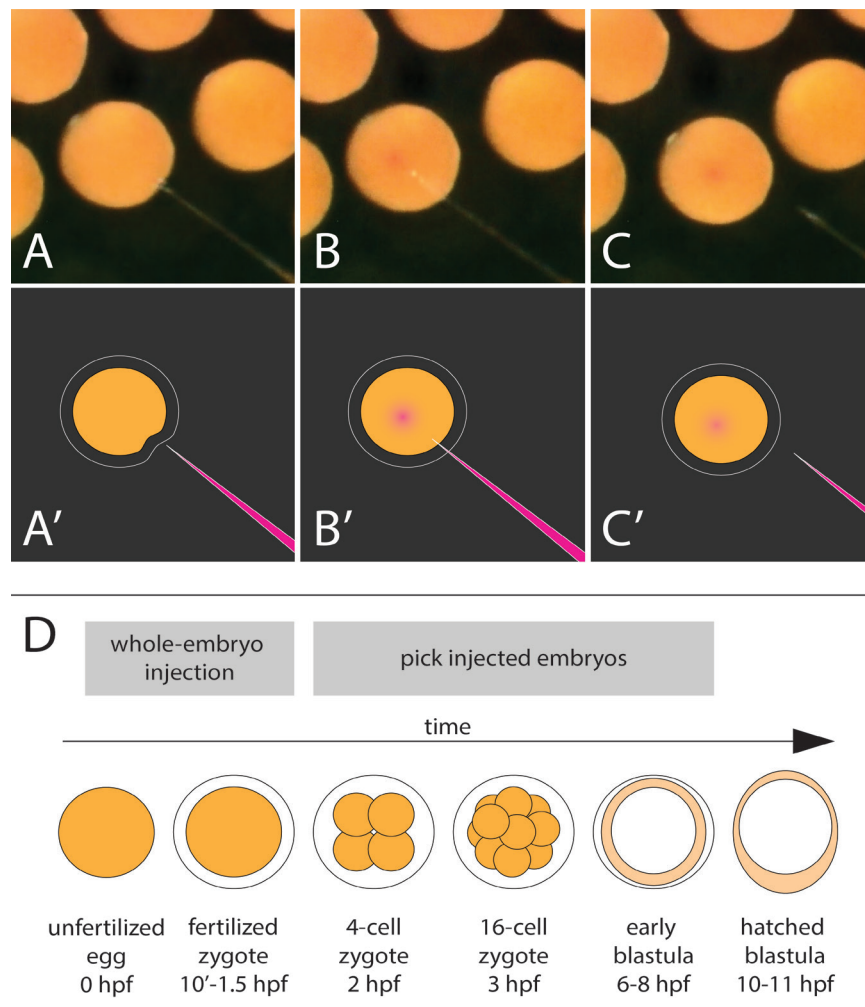 A
B
C
A′
B′
C′
D
whole-embryo
injection
pick injected embryos
time
unfertilized
egg
0 hpf
fertilized
zygote
10′-1.5 hpf
4-cell
zygote
2 hpf
16-cell
zygote
3 hpf
early
blastula
6-8 hpf
hatched
blastula
10-11 hpf